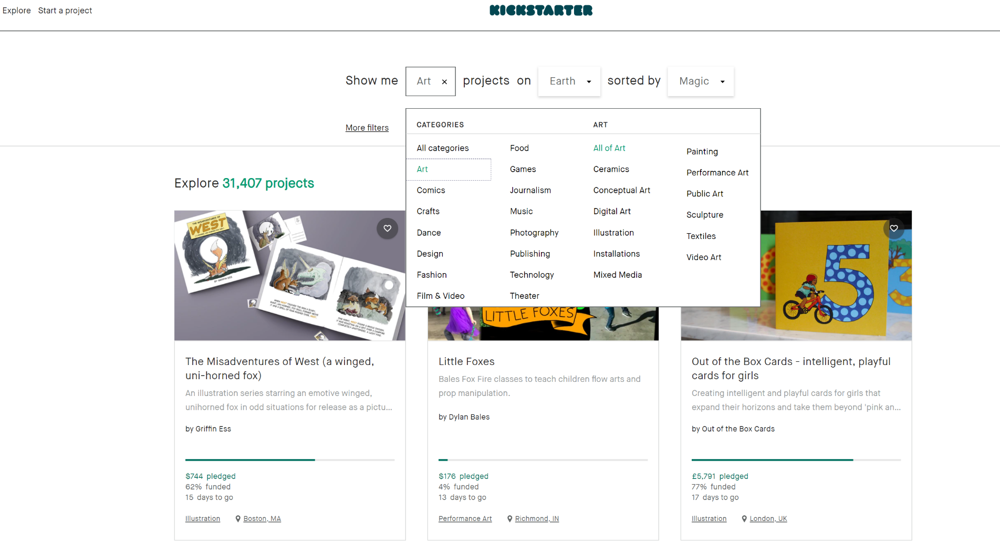 Explore Start a project
KICKSTARTER
Show me Art × projects on Earth sorted by Magic
More filters
CATEGORIES
All categories
Art
Comics
Crafts
Dance
Design
Fashion
Film & Video
Food
Games
Journalism
Music
Photography
Publishing
Technology
Theater
ART
All of Art
Ceramics
Conceptual Art
Digital Art
Illustration
Installations
Mixed Media
Painting
Performance Art
Public Art
Sculpture
Textiles
Video Art
Explore 31,407 projects
THE MISADVENTURES OF
WEST
BY GRIFFIN ESS
The Misadventures of West (a winged,
uni-horned fox)
An illustration series starring an emotive winged,
unihorned fox in odd situations for release as a pictu...
by Griffin Ess
$744 pledged
62% funded
15 days to go
Illustration Boston, MA
LITTLE FOXES
Little Foxes
Bales Fox Fire classes to teach children flow arts and
prop manipulation.
by Dylan Bales
$176 pledged
4% funded
13 days to go
Performance Art Richmond, IN
5
Out of the Box Cards - intelligent, playful
cards for girls
Creating intelligent and playful cards for girls that
expand their horizons and take them beyond 'pink an...
by Out of the Box Cards
£5,791 pledged
77% funded
17 days to go
Illustration London, UK